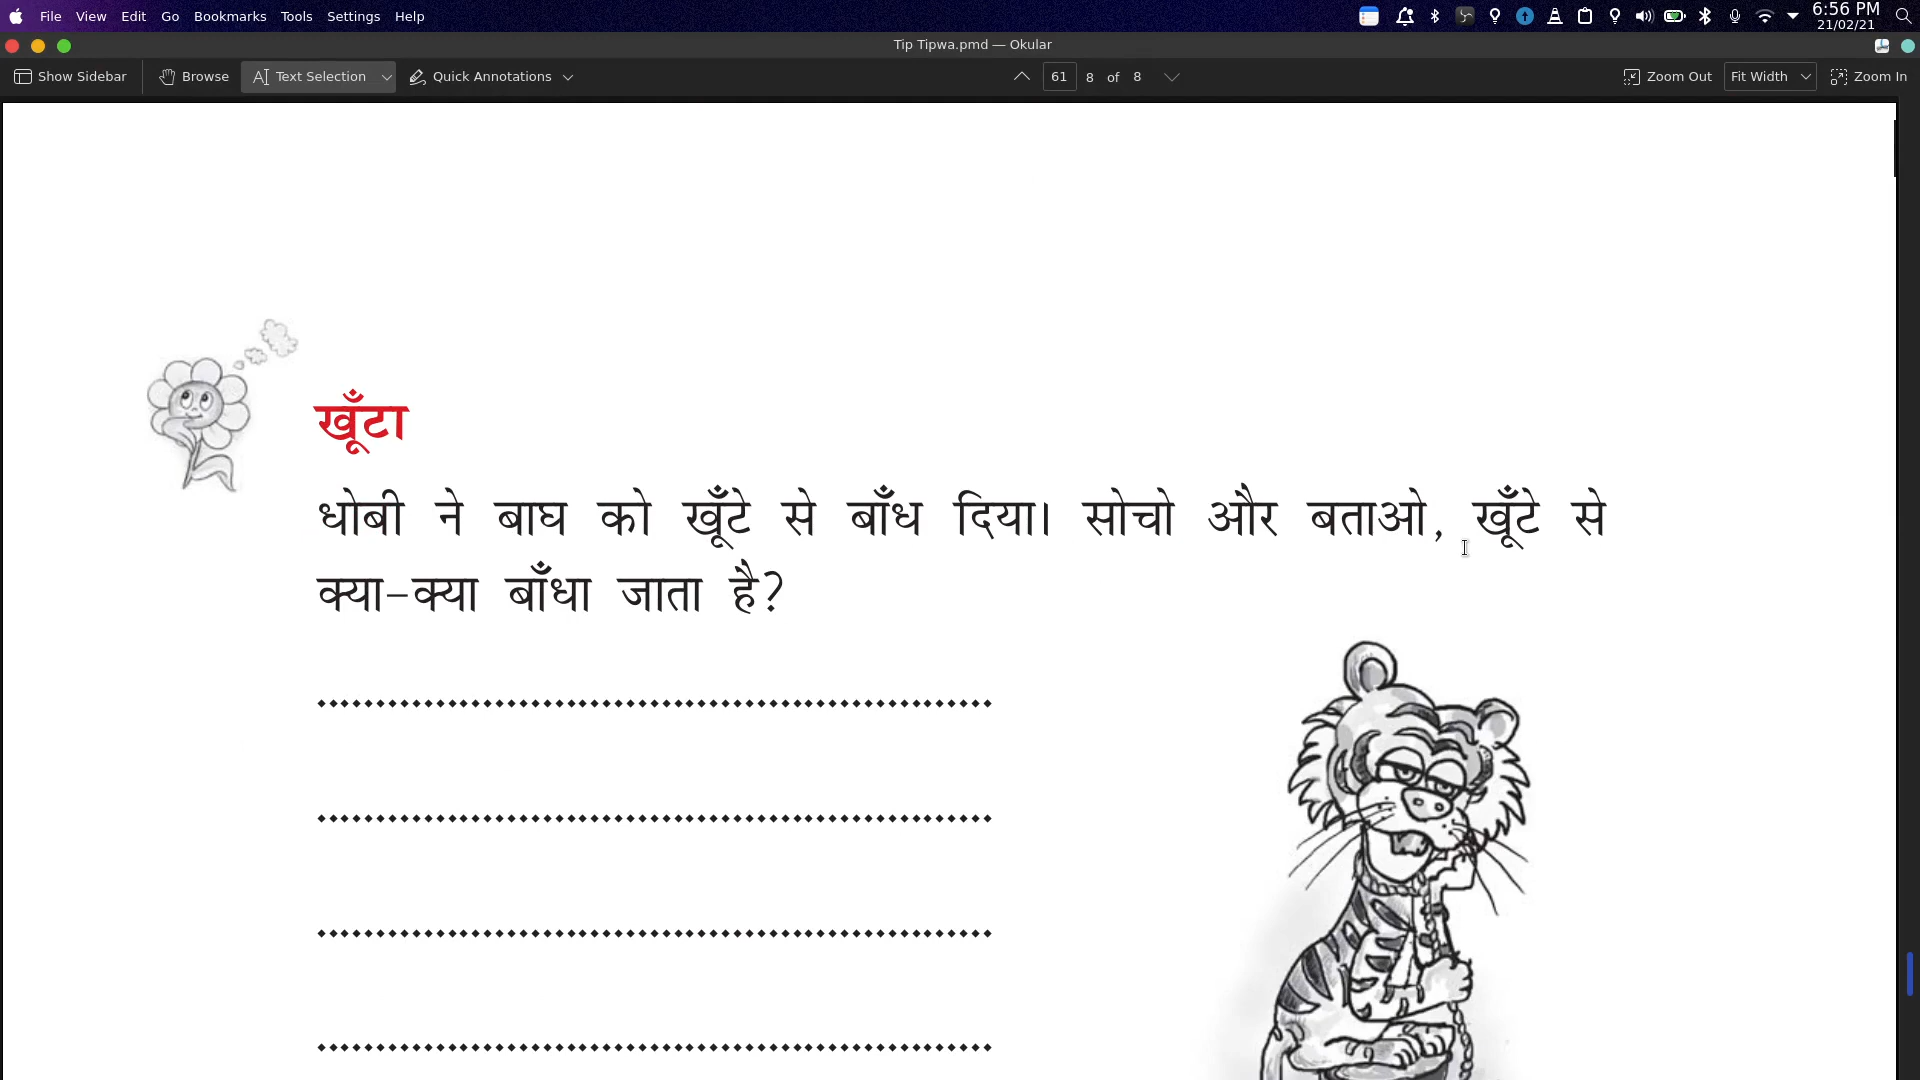 File View Edit Go Bookmarks Tools Settings Help 6:56 PM
21/02/21
Tip Tipwa.pmd — Okular
Show Sidebar Browse Text Selection Quick Annotations 61 8 of 8 Zoom Out Fit Width Zoom In
खूँटा
धोबी ने बाघ को खूँटे से बाँध दिया। सोचो और बताओ, खूँटे से
क्या-क्या बाँधा जाता है?